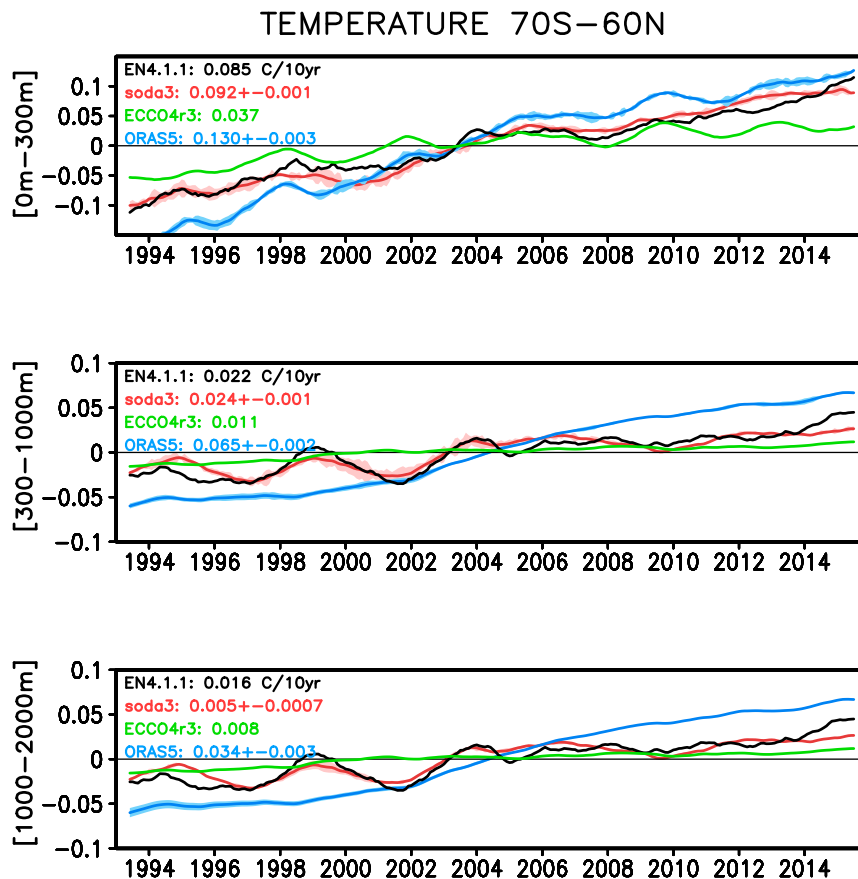 TEMPERATURE 70S-60N
[0m-300m]
EN4.1.1: 0.085 C/10yr
soda3: 0.092+-0.001
ECCO4r3: 0.037
ORAS5: 0.130+-0.003
0.1
0.05
0
-0.05
-0.1
1994 1996 1998 2000 2002 2004 2006 2008 2010 2012 2014
[300-1000m]
EN4.1.1: 0.022 C/10yr
soda3: 0.024+-0.001
ECCO4r3: 0.011
ORAS5: 0.065+-0.002
0.1
0.05
0
-0.05
-0.1
1994 1996 1998 2000 2002 2004 2006 2008 2010 2012 2014
[1000-2000m]
EN4.1.1: 0.016 C/10yr
soda3: 0.005+-0.0007
ECCO4r3: 0.008
ORAS5: 0.034+-0.003
0.1
0.05
0
-0.05
-0.1
1994 1996 1998 2000 2002 2004 2006 2008 2010 2012 2014